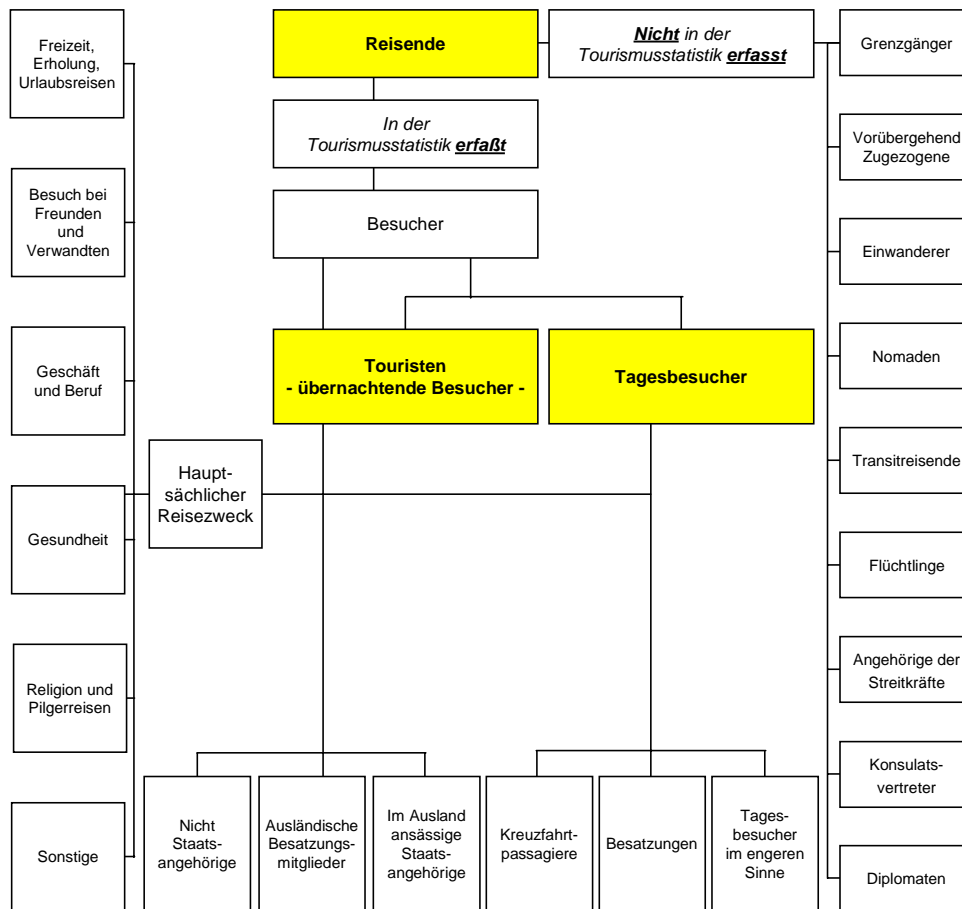 Freizeit,
Erholung,
Urlaubsreisen
Besuch bei
Freunden
und
Verwandten
Geschäft
und Beruf
Gesundheit
Religion und
Pilgerreisen
Sonstige
Reisende
Nicht in der
Tourismusstatistik erfasst
In der
Tourismusstatistik erfaßt
Besucher
Touristen
- übernachtende Besucher -
Tagesbesucher
Haupt-
sächlicher
Reisezweck
Nicht
Staats-
angehörige
Ausländische
Besatzungs-
mitglieder
Im Ausland
ansässige
Staats-
angehörige
Kreuzfahrt-
passagiere
Besatzungen
Tages-
besucher
im engeren
Sinne
Grenzgänger
Vorübergehend
Zugezogene
Einwanderer
Nomaden
Transitreisende
Flüchtlinge
Angehörige der
Streitkräfte
Konsulats-
vertreter
Diplomaten